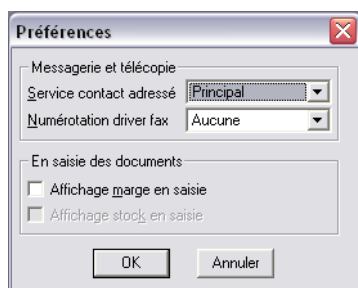 Préférences
Messagerie et télécopie
Service contact adressé Principal
Numérotation driver fax Aucune
En saisie des documents
Affichage marge en saisie
Affichage stock en saisie
OK Annuler